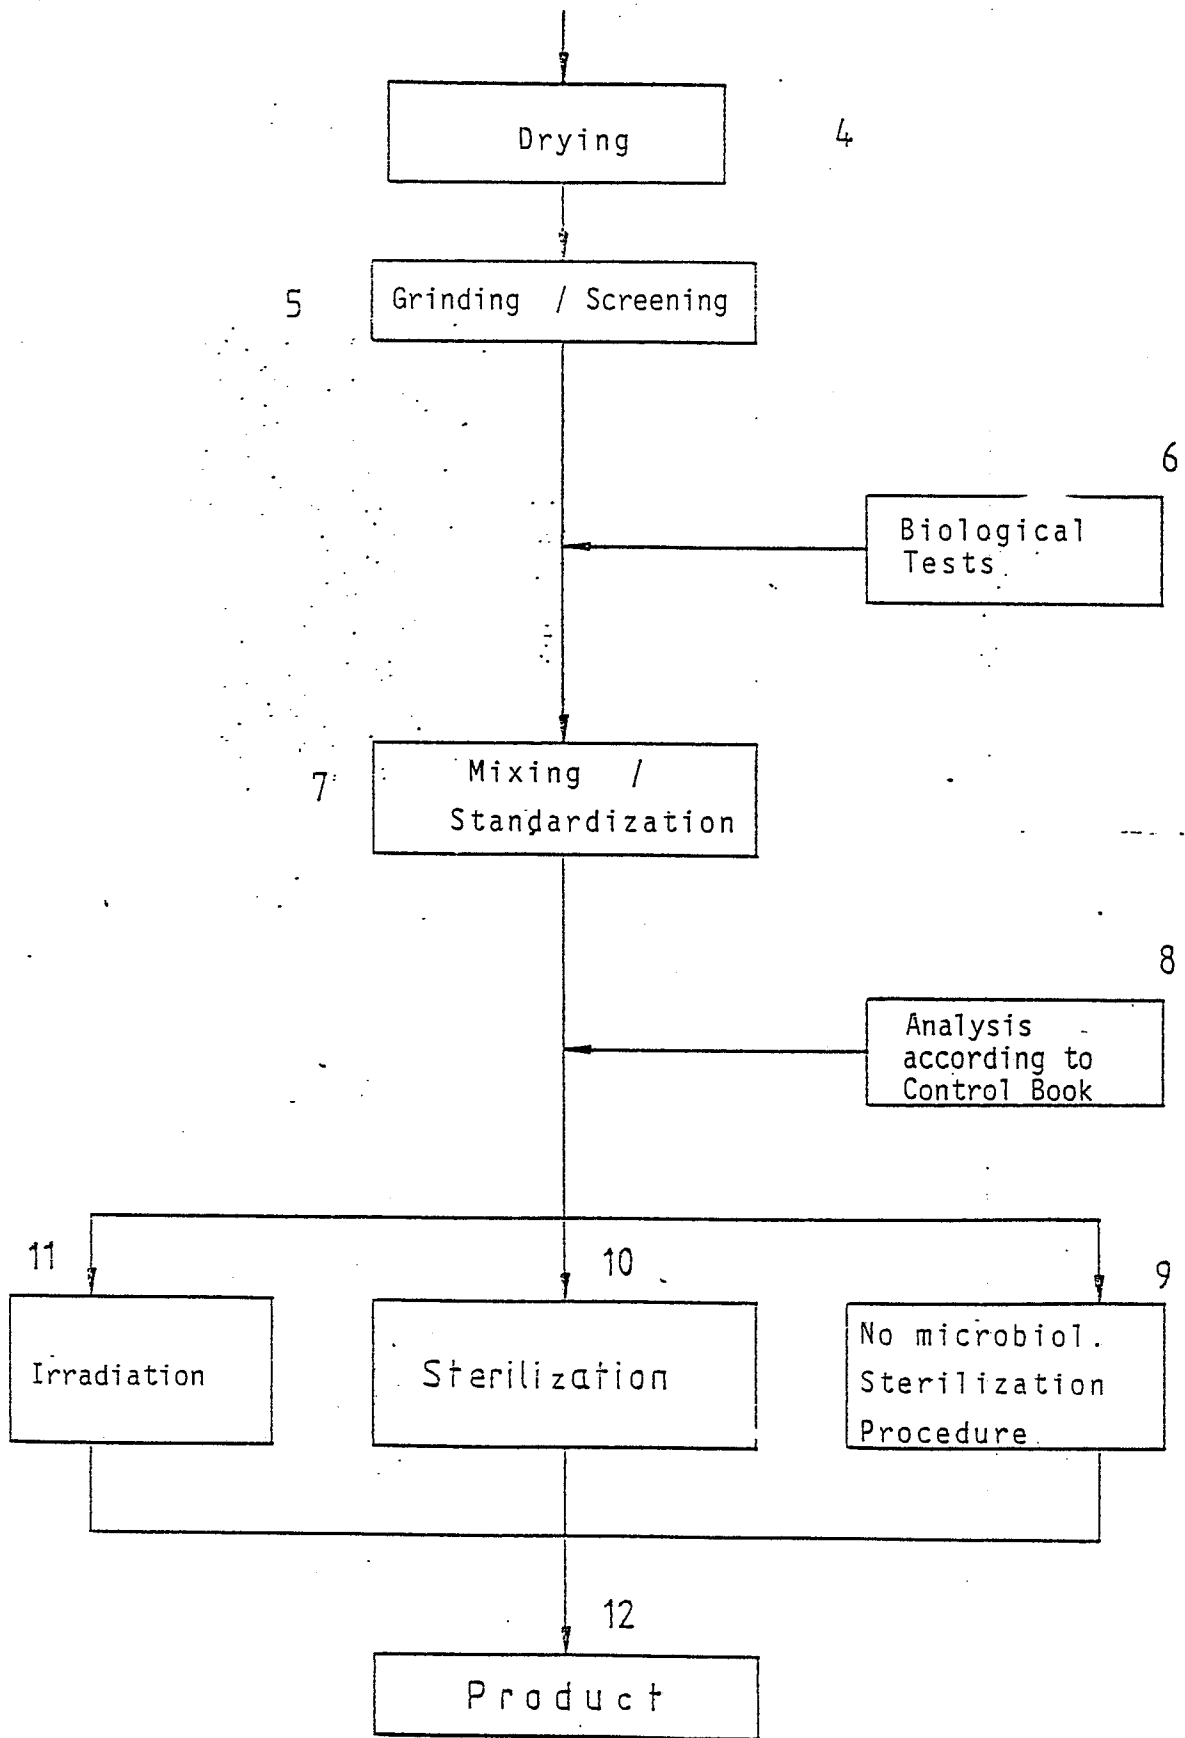 Drying
4
5
Grinding / Screening
6
Biological
Tests
7
Mixing /
Standardization
8
Analysis
according to
Control Book
11
10
9
Irradiation
Sterilization
No microbiol.
Sterilization
Procedure
12
Product